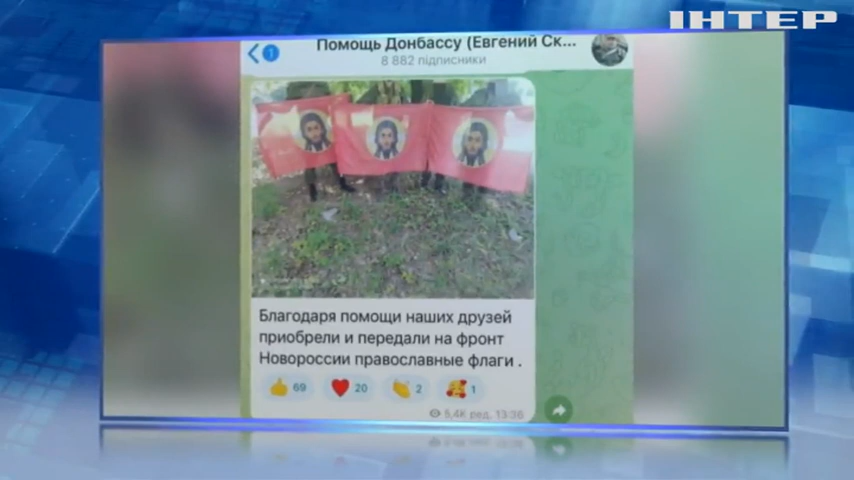 ІНТЕР
1
Помощь Донбассу (Евгений Ск...
8 882 підписники
Благодаря помощи наших друзей
приобрели и передали на фронт
Новороссии православные флаги .
69 20 2 1
5,4К ред. 13:36